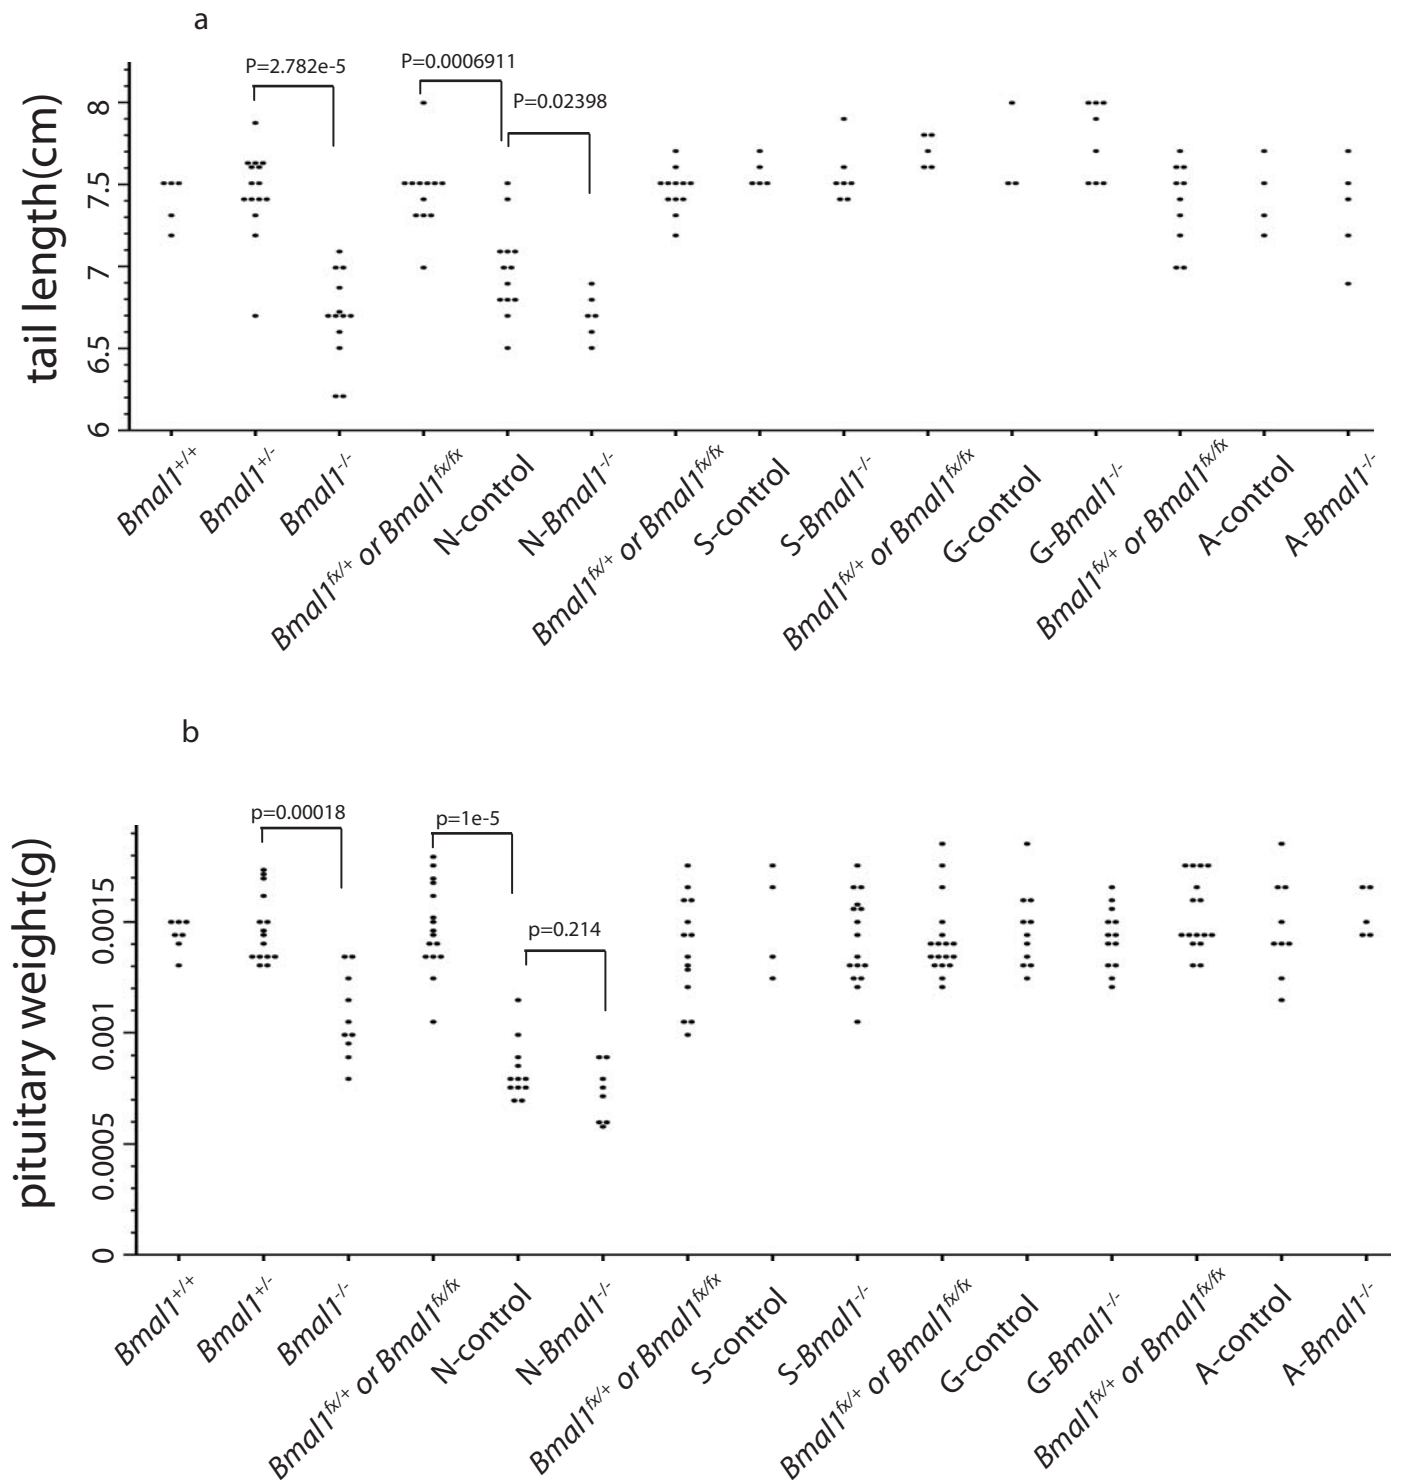 a
P=2.782e-5
P=0.0006911
P=0.02398
tail length(cm)
8
7.5
7
6.5
6
Bmal1+/+
Bmal1+/-
Bmal1-/-
Bmal1fx/+ or Bmal1fx/fx
N-control
N-Bmal1-/-
Bmal1fx/+ or Bmal1fx/fx
S-control
S-Bmal1-/-
Bmal1fx/+ or Bmal1fx/fx
G-control
G-Bmal1-/-
Bmal1fx/+ or Bmal1fx/fx
A-control
A-Bmal1-/-
b
p=0.00018
p=1e-5
p=0.214
pituitary weight(g)
0.0015
0.001
0.0005
0
Bmal1+/+
Bmal1+/-
Bmal1-/-
Bmal1fx/+ or Bmal1fx/fx
N-control
N-Bmal1-/-
Bmal1fx/+ or Bmal1fx/fx
S-control
S-Bmal1-/-
Bmal1fx/+ or Bmal1fx/fx
G-control
G-Bmal1-/-
Bmal1fx/+ or Bmal1fx/fx
A-control
A-Bmal1-/-